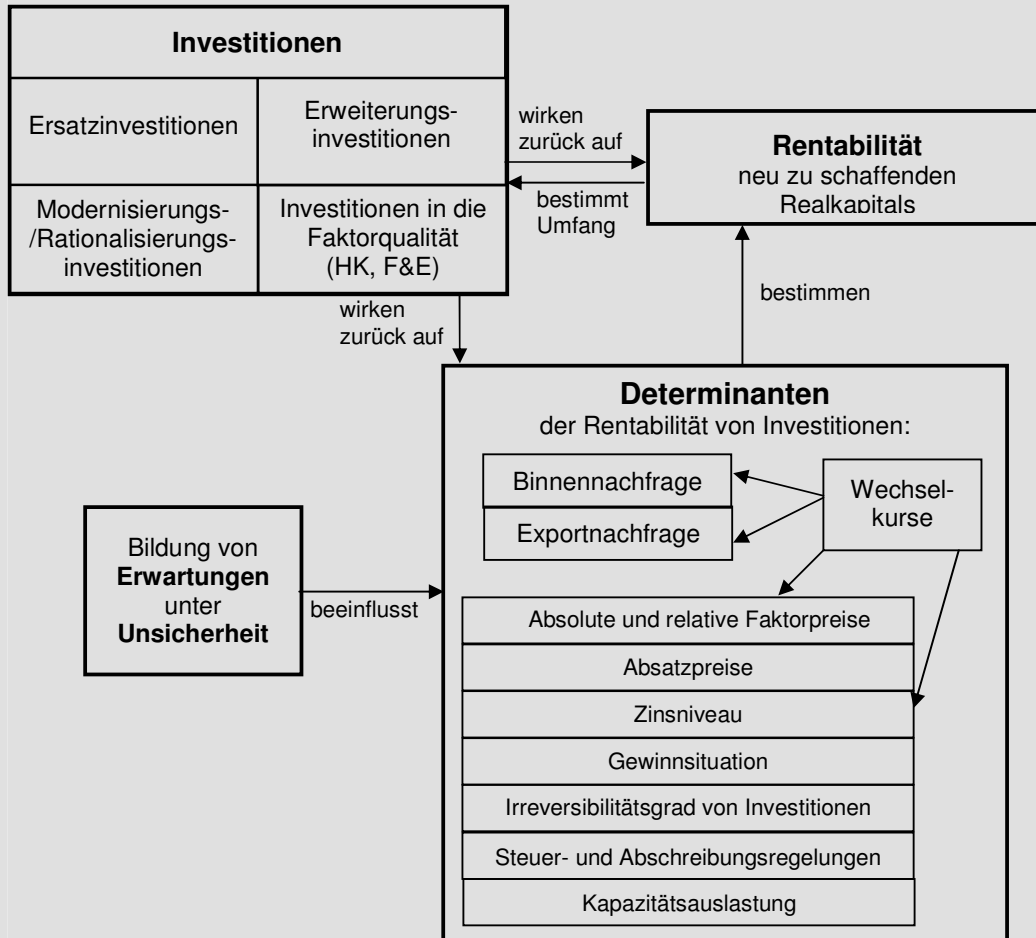 Investitionen
Ersatzinvestitionen
Erweiterungs-
investitionen
Modernisierungs-
/Rationalisierungs-
investitionen
Investitionen in die
Faktorqualität
(HK, F&E)
wirken
zurück auf
bestimmt
Umfang
Rentabilität
neu zu schaffenden
Realkapitals
wirken
zurück auf
bestimmen
Determinanten
der Rentabilität von Investitionen:
Binnennachfrage
Exportnachfrage
Wechsel-
kurse
Bildung von
Erwartungen
unter
Unsicherheit
beeinflusst
Absolute und relative Faktorpreise
Absatzpreise
Zinsniveau
Gewinnsituation
Irreversibilitätsgrad von Investitionen
Steuer- und Abschreibungsregelungen
Kapazitätsauslastung